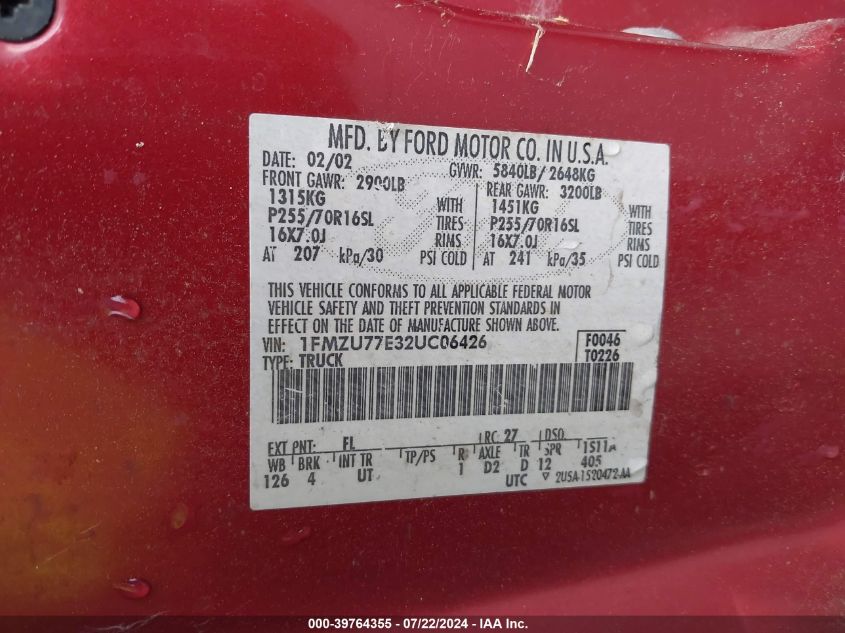 MFD. BY FORD MOTOR CO. IN U.S.A.
DATE: 02/02 GVWR: 5840LB/ 2648KG
FRONT GAWR: 2900LB REAR GAWR: 3200LB
1315KG WITH 1451KG WITH
P255/70R16SL TIRES P255/70R16SL TIRES
16X7.0J RIMS 16X7.0J RIMS
AT 207 kPa/30 PSI COLD AT 241 kPa/35 PSI COLD
THIS VEHICLE CONFORMS TO ALL APPLICABLE FEDERAL MOTOR
VEHICLE SAFETY AND THEFT PREVENTION STANDARDS IN
EFFECT ON THE DATE OF MANUFACTURE SHOWN ABOVE.
VIN: 1FMZU77E32UC06426 F0046
TYPE: TRUCK T0226
EXT PNT: FL RC: 27 DSO:
WB BRK INT TR TP/PS R AXLE TR SPR 1S11A
126 4 UT 1 D2 D 12 405
UTC ▽ 2USA-1520472-AA
000-39764355 - 07/22/2024 - IAA Inc.